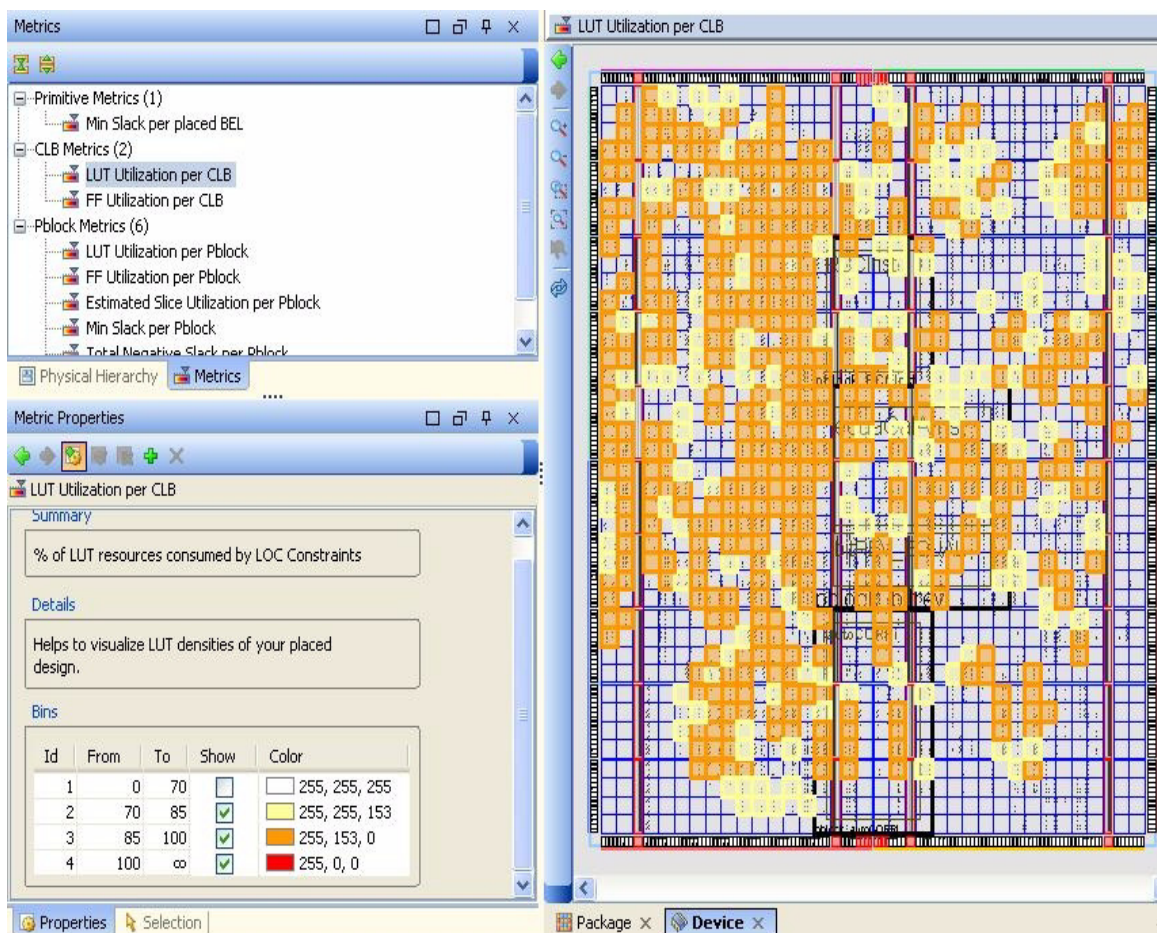 Metrics
Primitive Metrics (1)
Min Slack per placed BEL
CLB Metrics (2)
LUT Utilization per CLB
FF Utilization per CLB
Pblock Metrics (6)
LUT Utilization per Pblock
FF Utilization per Pblock
Estimated Slice Utilization per Pblock
Min Slack per Pblock
Total Negative Slack per Pblock
Physical Hierarchy
Metrics
Metric Properties
LUT Utilization per CLB
Summary
% of LUT resources consumed by LOC Constraints
Details
Helps to visualize LUT densities of your placed
design.
Bins
Id From To Show Color
1 0 70 255, 255, 255
2 70 85 255, 255, 153
3 85 100 255, 153, 0
4 100 ∞ 255, 0, 0
Properties
Selection
LUT Utilization per CLB
Package
Device